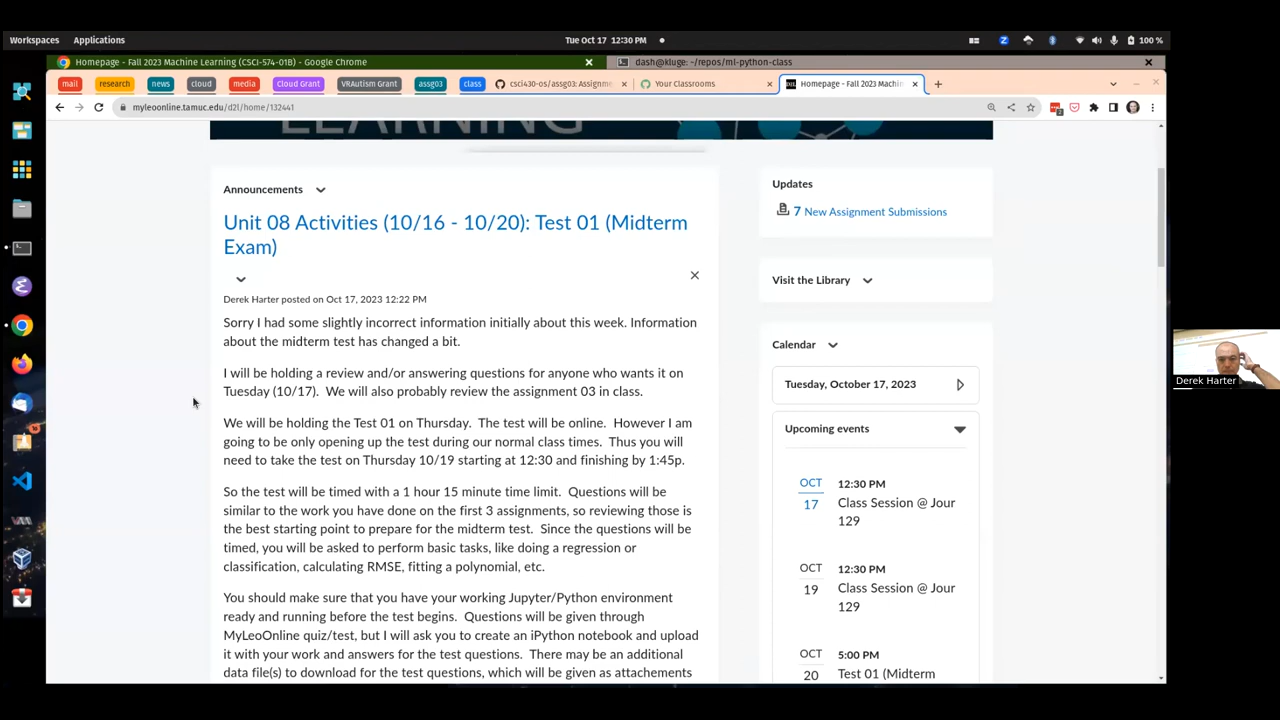 Workspaces Applications Tue Oct 17 12:30 PM 100 %
Homepage - Fall 2023 Machine Learning (CSCI-574-01B) - Google Chrome dash@kluge: ~/repos/ml-python-class
mail research news cloud media Cloud Grant VRAutism Grant assg03 class csci430-os/assg03: Assignme Your Classrooms Homepage - Fall 2023 Machin
myleoonline.tamuc.edu/d2l/home/132441
LEARNING
Announcements
Unit 08 Activities (10/16 - 10/20): Test 01 (Midterm
Exam)
Derek Harter posted on Oct 17, 2023 12:22 PM
Sorry I had some slightly incorrect information initially about this week. Information
about the midterm test has changed a bit.
I will be holding a review and/or answering questions for anyone who wants it on
Tuesday (10/17). We will also probably review the assignment 03 in class.
We will be holding the Test 01 on Thursday. The test will be online. However I am
going to be only opening up the test during our normal class times. Thus you will
need to take the test on Thursday 10/19 starting at 12:30 and finishing by 1:45p.
So the test will be timed with a 1 hour 15 minute time limit. Questions will be
similar to the work you have done on the first 3 assignments, so reviewing those is
the best starting point to prepare for the midterm test. Since the questions will be
timed, you will be asked to perform basic tasks, like doing a regression or
classification, calculating RMSE, fitting a polynomial, etc.
You should make sure that you have your working Jupyter/Python environment
ready and running before the test begins. Questions will be given through
MyLeoOnline quiz/test, but I will ask you to create an iPython notebook and upload
it with your work and answers for the test questions. There may be an additional
data file(s) to download for the test questions, which will be given as attachements
Updates
7 New Assignment Submissions
Visit the Library
Calendar
Tuesday, October 17, 2023
Upcoming events
OCT
17
12:30 PM
Class Session @ Jour
129
OCT
19
12:30 PM
Class Session @ Jour
129
OCT
20
5:00 PM
Test 01 (Midterm
Derek Harter